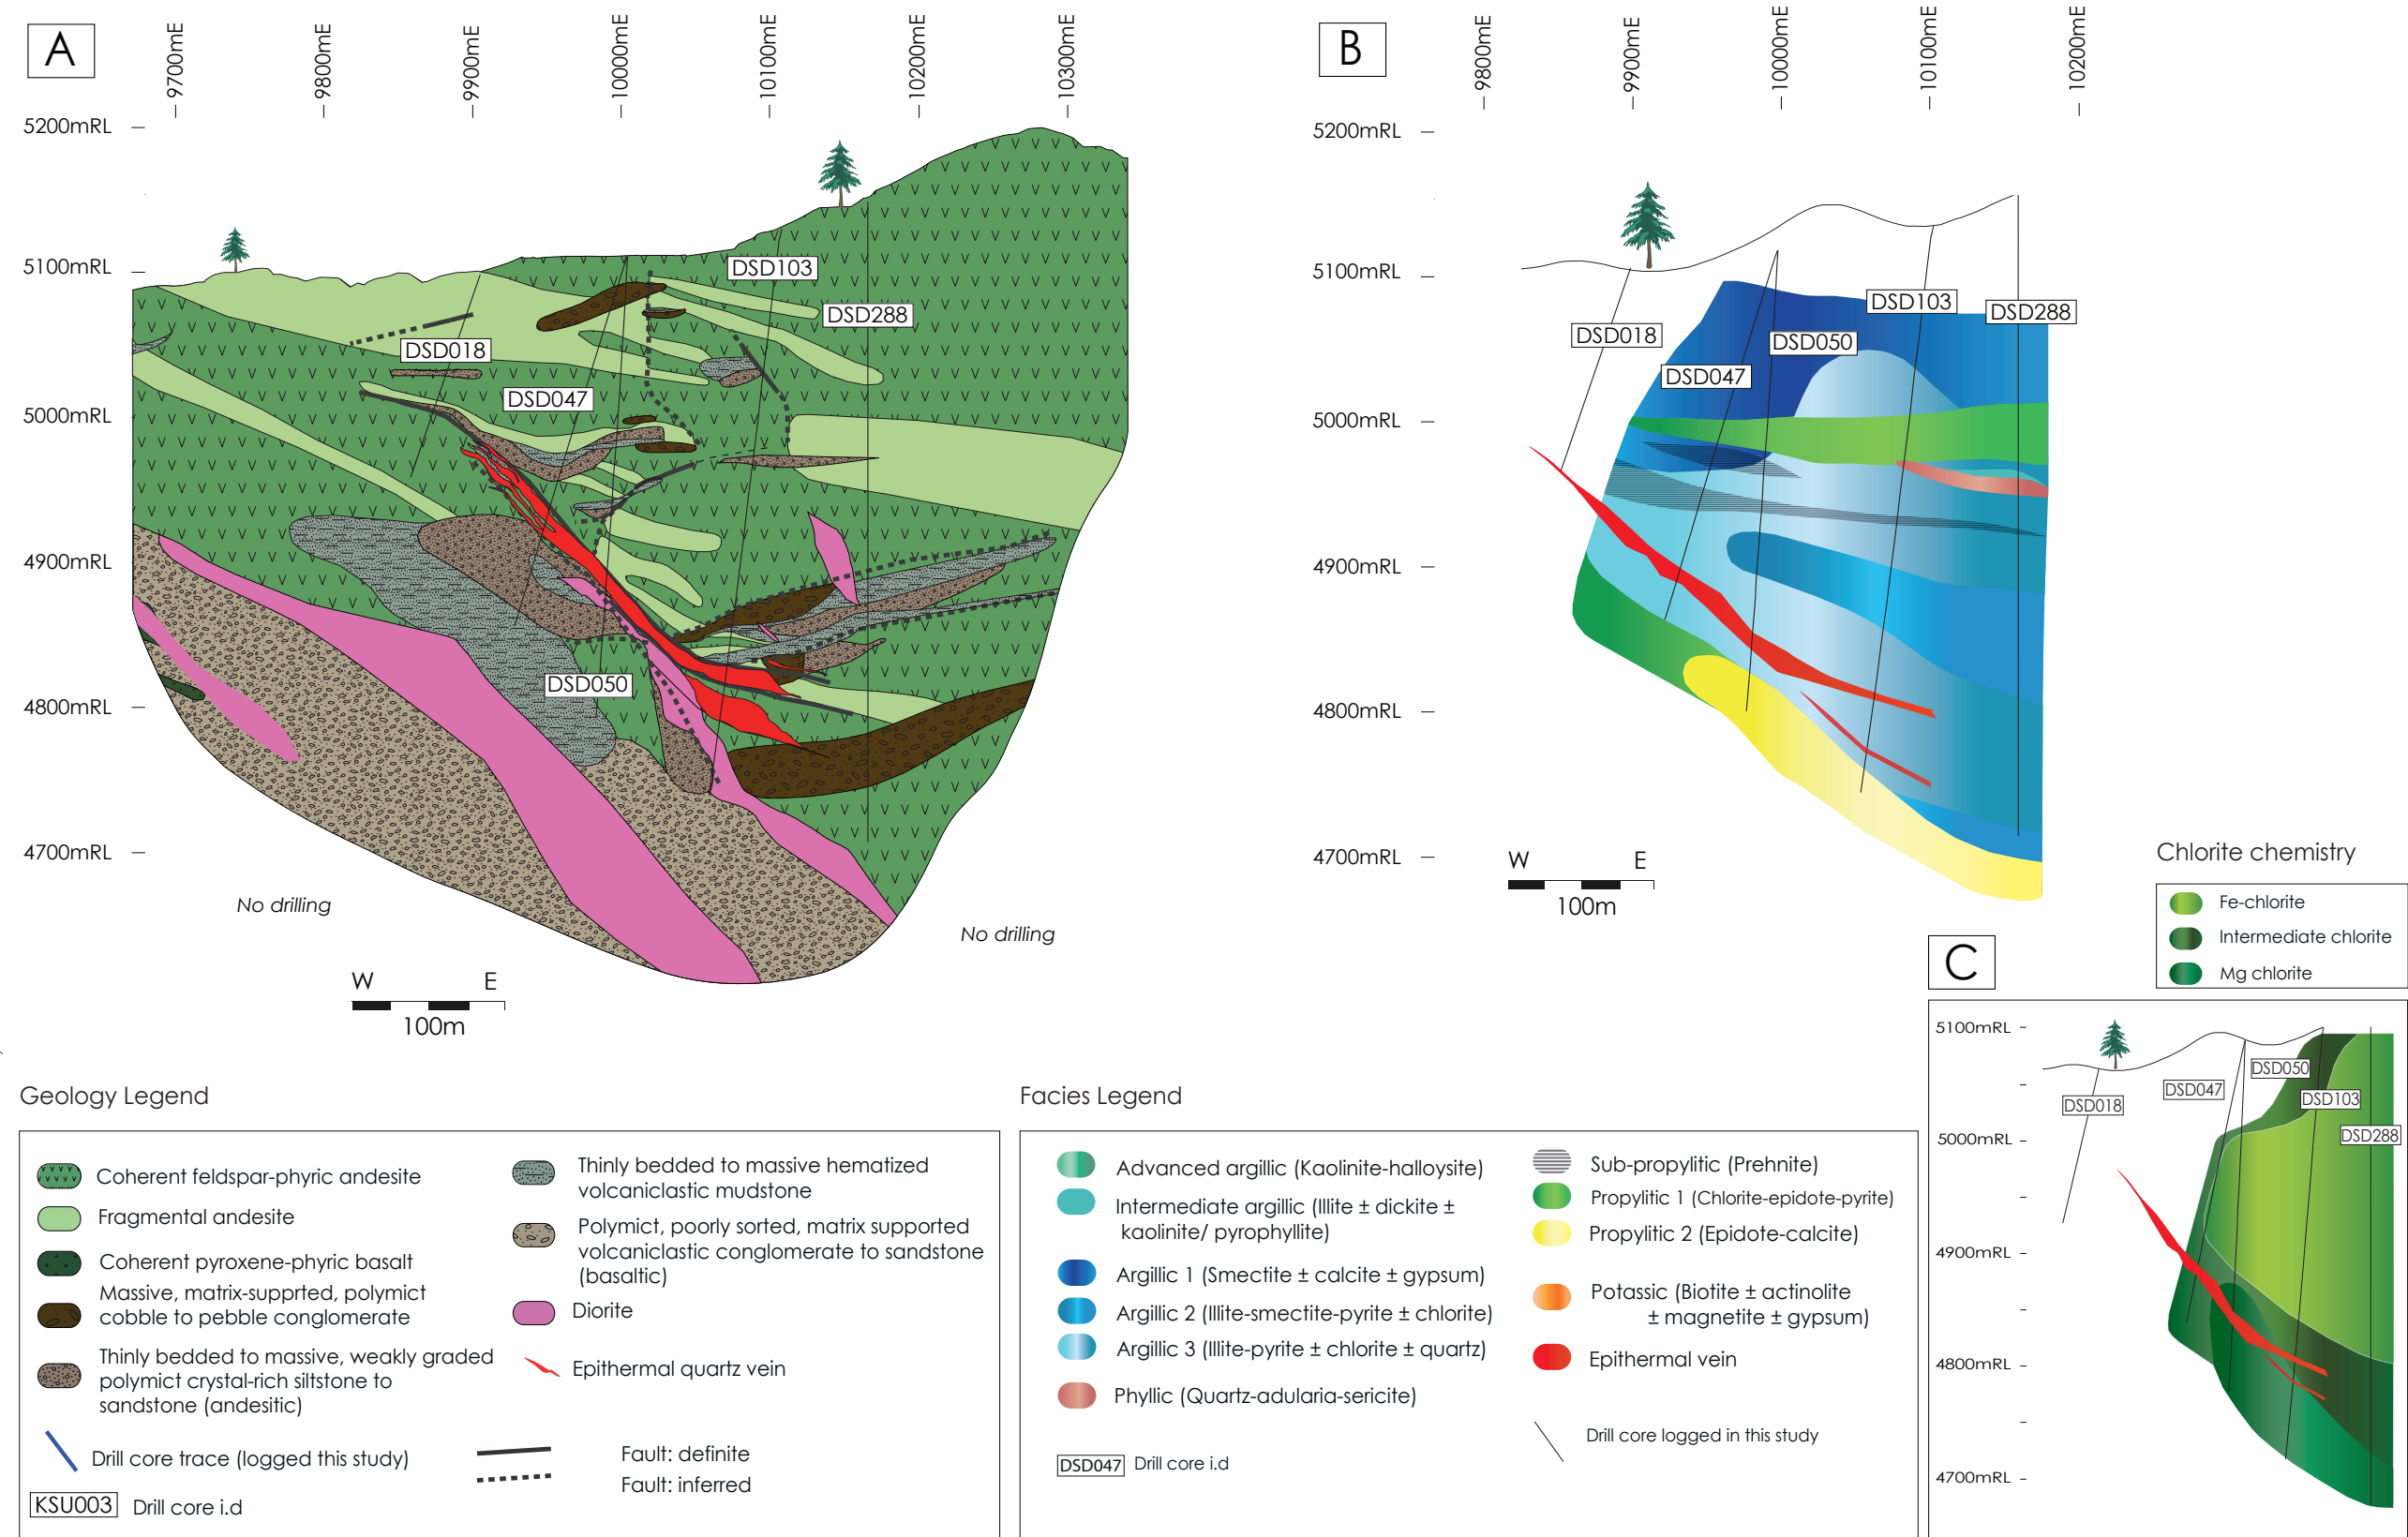 A
9700mE
9800mE
9900mE
10000mE
10100mE
10200mE
10300mE
5200mRL
5100mRL
5000mRL
4900mRL
4800mRL
4700mRL
DSD103
DSD288
DSD018
DSD047
DSD050
No drilling
No drilling
W E
100m
B
9800mE
9900mE
10000mE
10100mE
10200mE
5200mRL
5100mRL
5000mRL
4900mRL
4800mRL
4700mRL
DSD103
DSD288
DSD018
DSD050
DSD047
W E
100m
Chlorite chemistry
Fe-chlorite
Intermediate chlorite
Mg chlorite
C
5100mRL
5000mRL
4900mRL
4800mRL
4700mRL
DSD050
DSD047
DSD103
DSD018
DSD288
Geology Legend
Coherent feldspar-phyric andesite
Fragmental andesite
Coherent pyroxene-phyric basalt
Massive, matrix-supprted, polymict
cobble to pebble conglomerate
Thinly bedded to massive, weakly graded
polymict crystal-rich siltstone to
sandstone (andesitic)
Drill core trace (logged this study)
KSU003 Drill core i.d
Thinly bedded to massive hematized
volcaniclastic mudstone
Polymict, poorly sorted, matrix supported
volcaniclastic conglomerate to sandstone
(basaltic)
Diorite
Epithermal quartz vein
Fault: definite
Fault: inferred
Facies Legend
Advanced argillic (Kaolinite-halloysite)
Intermediate argillic (Illite ± dickite ±
kaolinite/ pyrophyllite)
Argillic 1 (Smectite ± calcite ± gypsum)
Argillic 2 (Illite-smectite-pyrite ± chlorite)
Argillic 3 (Illite-pyrite ± chlorite ± quartz)
Phyllic (Quartz-adularia-sericite)
DSD047 Drill core i.d
Sub-propylitic (Prehnite)
Propylitic 1 (Chlorite-epidote-pyrite)
Propylitic 2 (Epidote-calcite)
Potassic (Biotite ± actinolite
± magnetite ± gypsum)
Epithermal vein
Drill core logged in this study